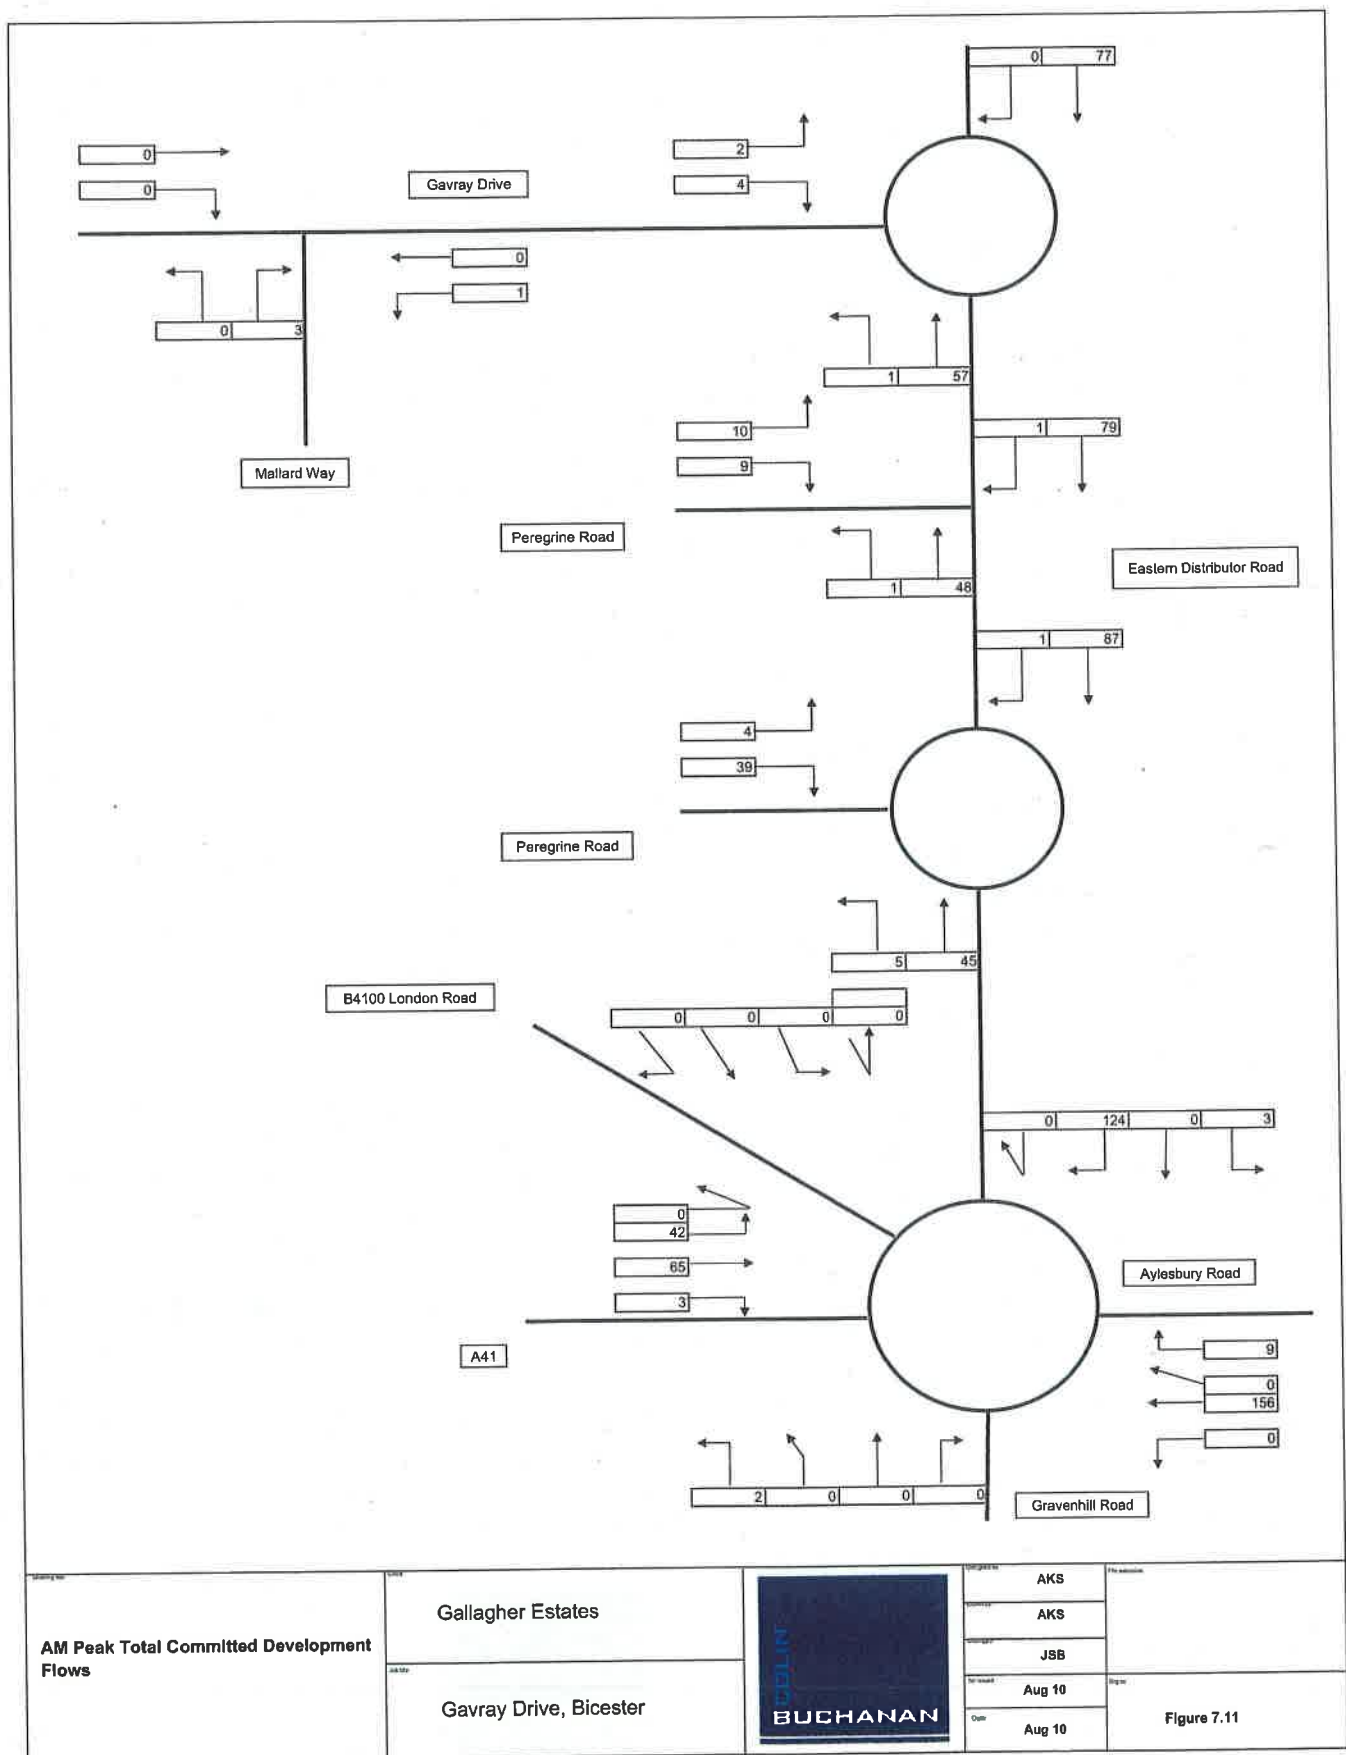 0 77
0
0
2
4
Gavray Drive
0
1
0 3
1 57
10
9
1 79
Mallard Way
Peregrine Road
1 48
Eastern Distributor Road
1 87
4
39
Peregrine Road
5 45
B4100 London Road
0 0 0 0
0 124 0 3
0
42
65
3
Aylesbury Road
A41
9
0
156
0
2 0 0 0
Gravenhill Road
AM Peak Total Committed Development
Flows
Gallagher Estates
Gavray Drive, Bicester
COLIN
BUCHANAN
AKS
AKS
JSB
Aug 10
Date
Aug 10
Figure 7.11